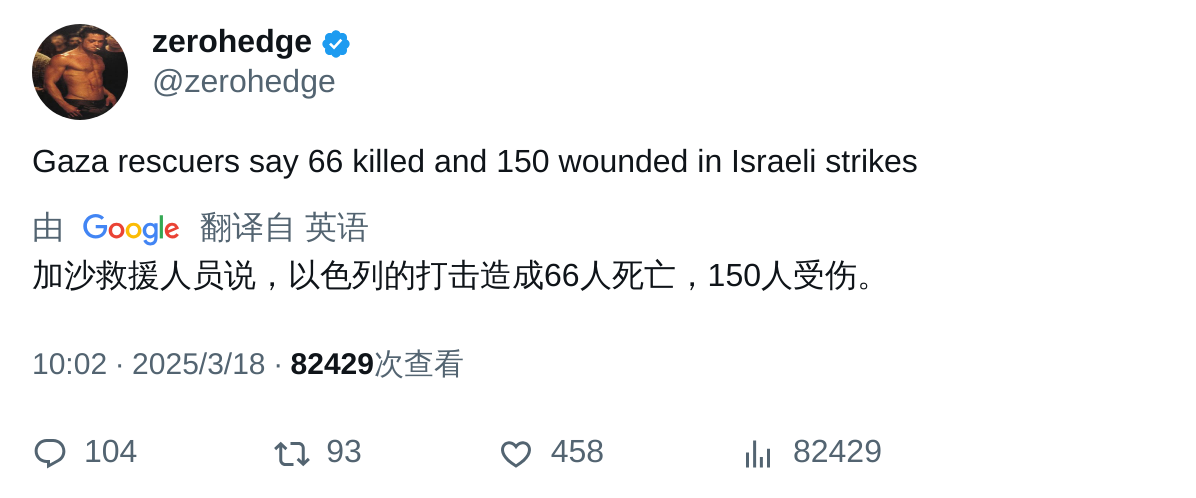 zerohedge
@zerohedge
Gaza rescuers say 66 killed and 150 wounded in Israeli strikes
由 Google 翻译自 英语
加沙救援人员说，以色列的打击造成66人死亡，150人受伤。
10:02 · 2025/3/18 · 82429次查看
104 93 458 82429